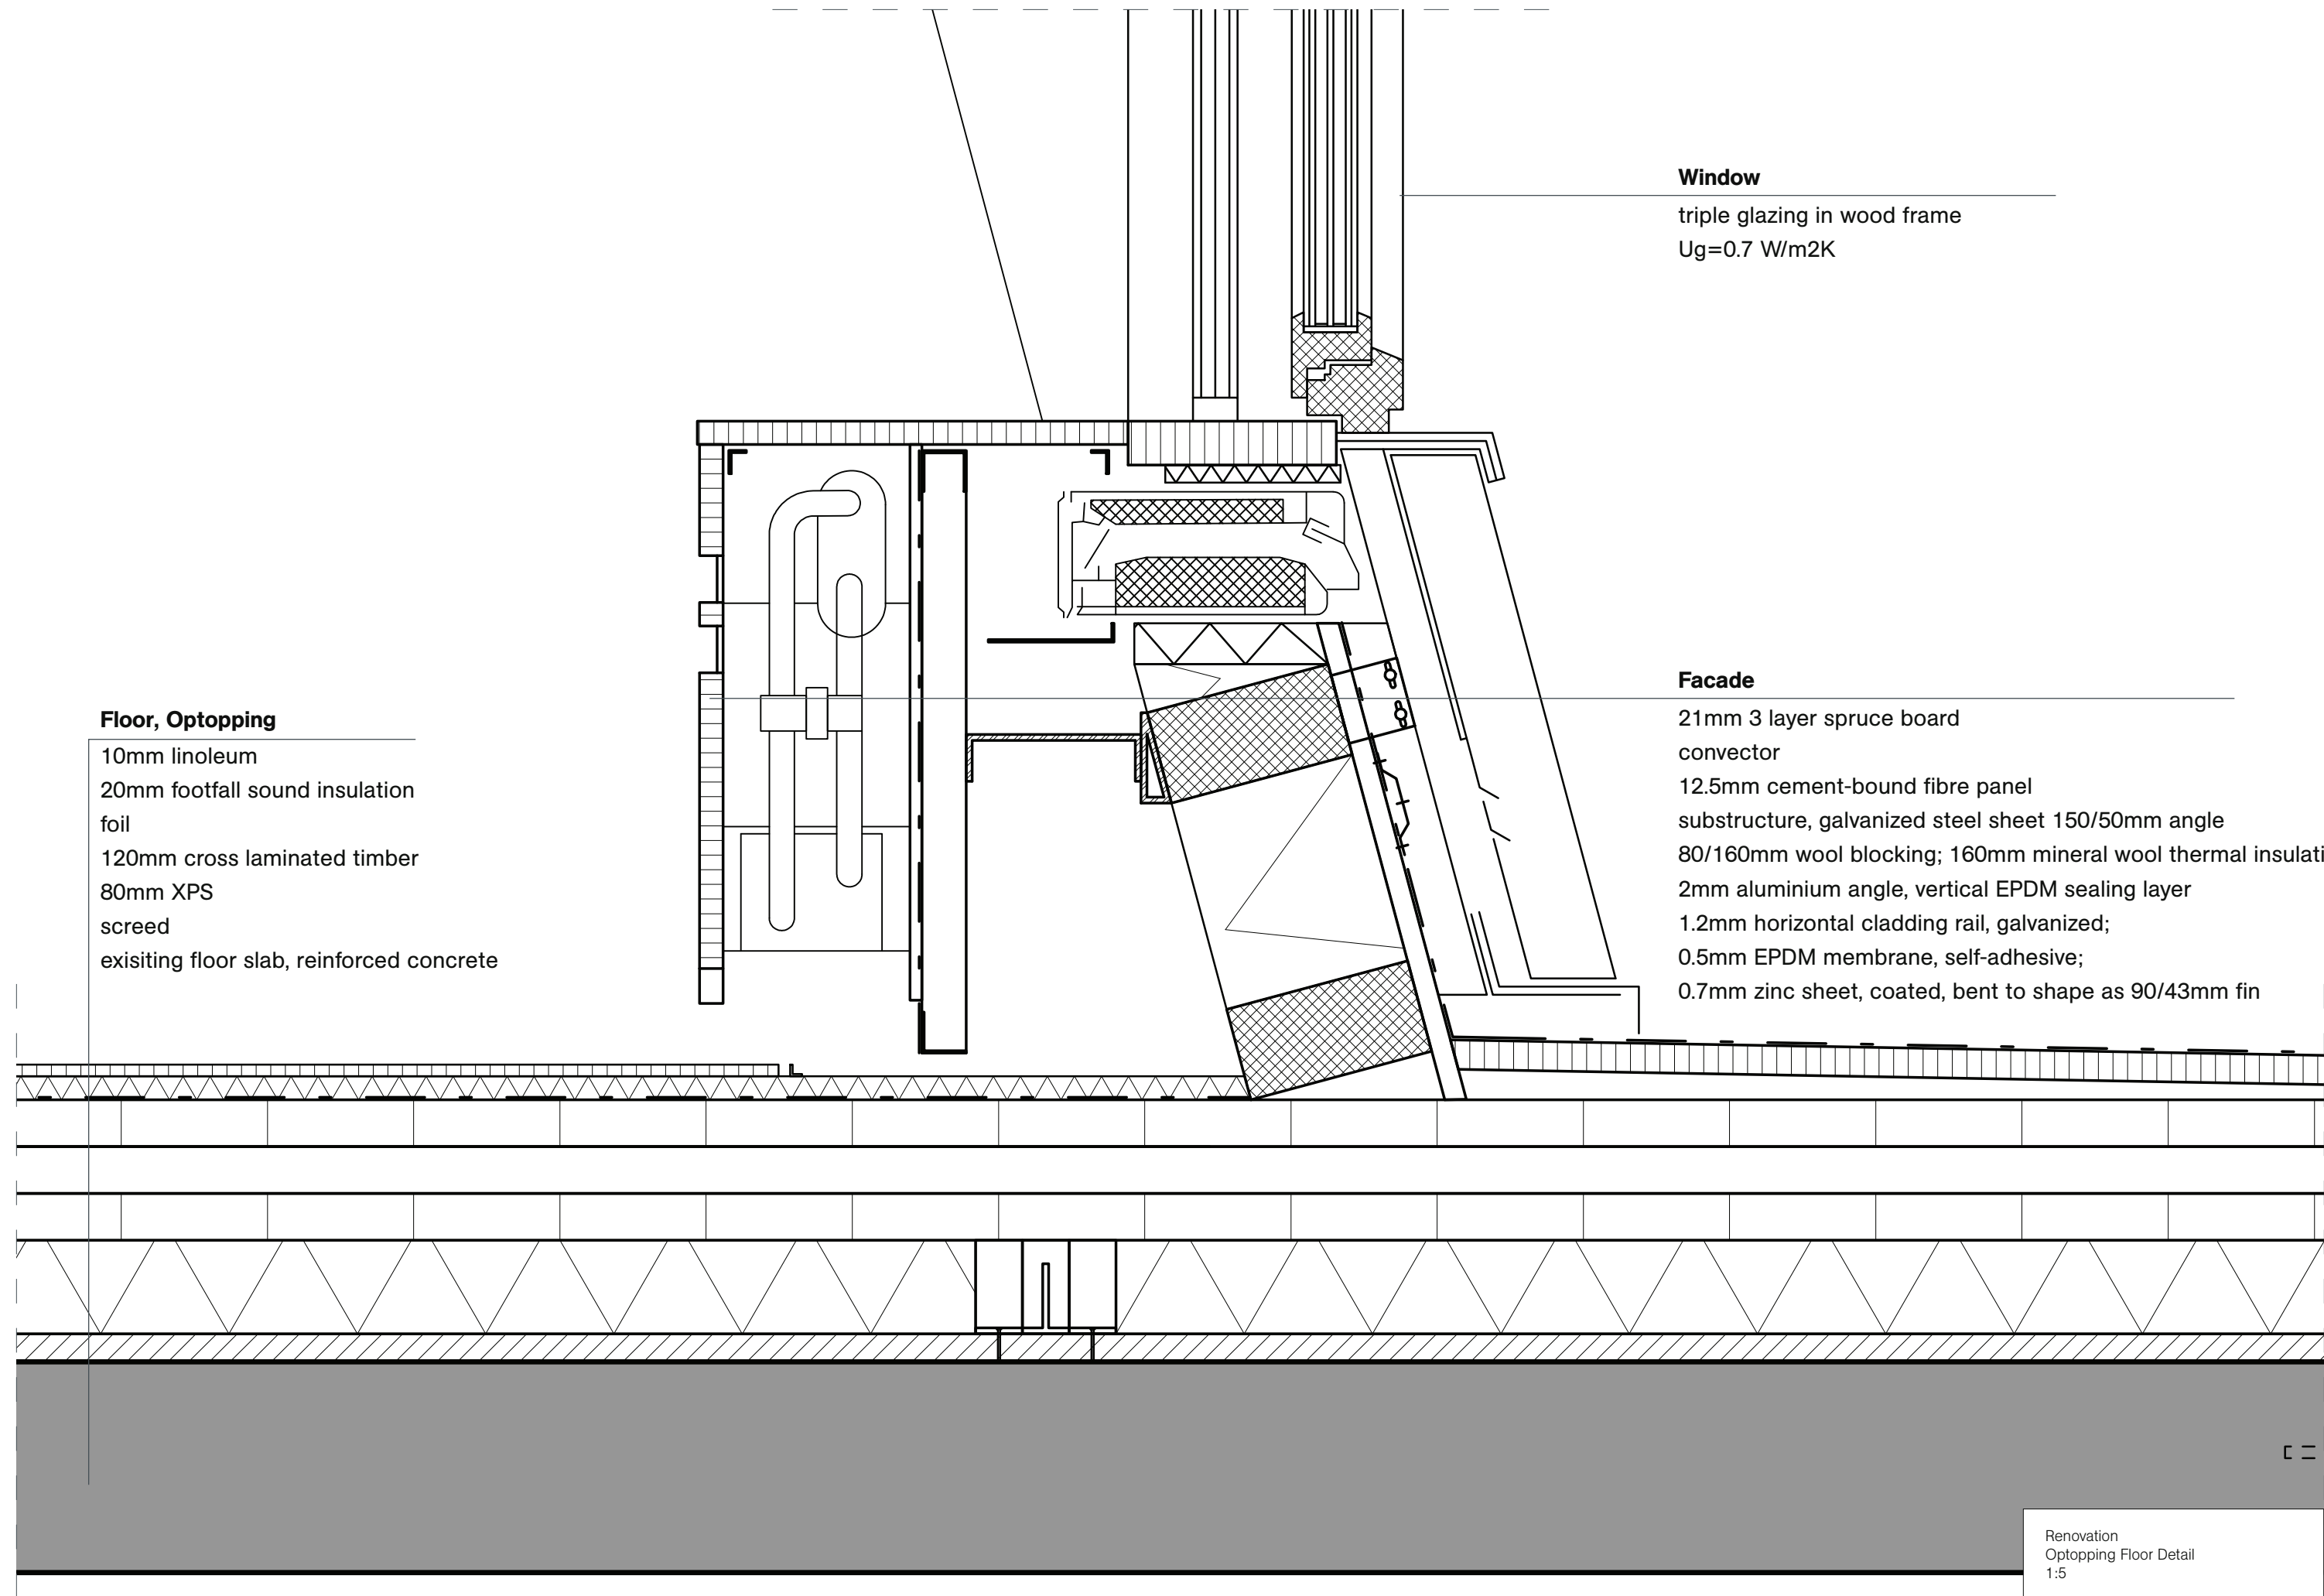 Window
triple glazing in wood frame
Ug=0.7 W/m2K
Floor, Optopping
10mm linoleum
20mm footfall sound insulation
foil
120mm cross laminated timber
80mm XPS
screed
exisiting floor slab, reinforced concrete
Facade
21mm 3 layer spruce board
convector
12.5mm cement-bound fibre panel
substructure, galvanized steel sheet 150/50mm angle
80/160mm wool blocking; 160mm mineral wool thermal insulati
2mm aluminium angle, vertical EPDM sealing layer
1.2mm horizontal cladding rail, galvanized;
0.5mm EPDM membrane, self-adhesive;
0.7mm zinc sheet, coated, bent to shape as 90/43mm fin
Renovation
Optopping Floor Detail
1:5